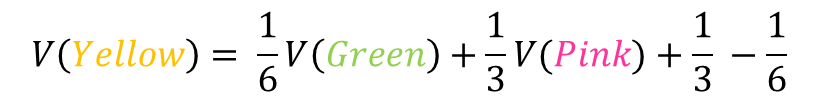 V(Yellow) = 1/6 V(Green) + 1/3 V(Pink) + 1/3 − 1/6